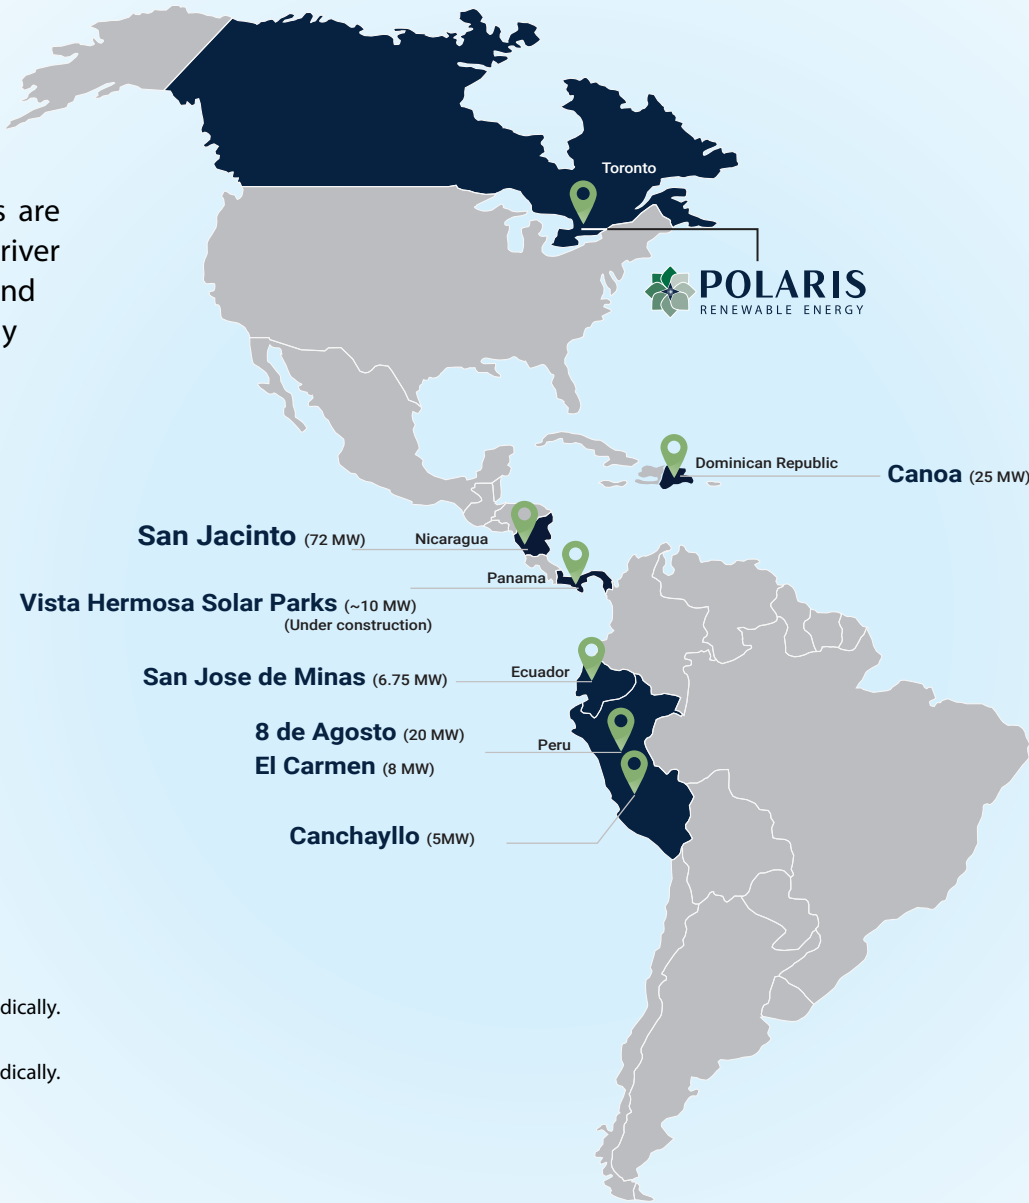 Toronto
s are
river
nd
y
POLARIS
RENEWABLE ENERGY
Dominican Republic
Canoa (25 MW)
San Jacinto (72 MW)
Nicaragua
Panama
Vista Hermosa Solar Parks (~10 MW)
(Under construction)
San Jose de Minas (6.75 MW)
Ecuador
8 de Agosto (20 MW)
Peru
El Carmen (8 MW)
Canchayllo (5MW)
dically.
dically.